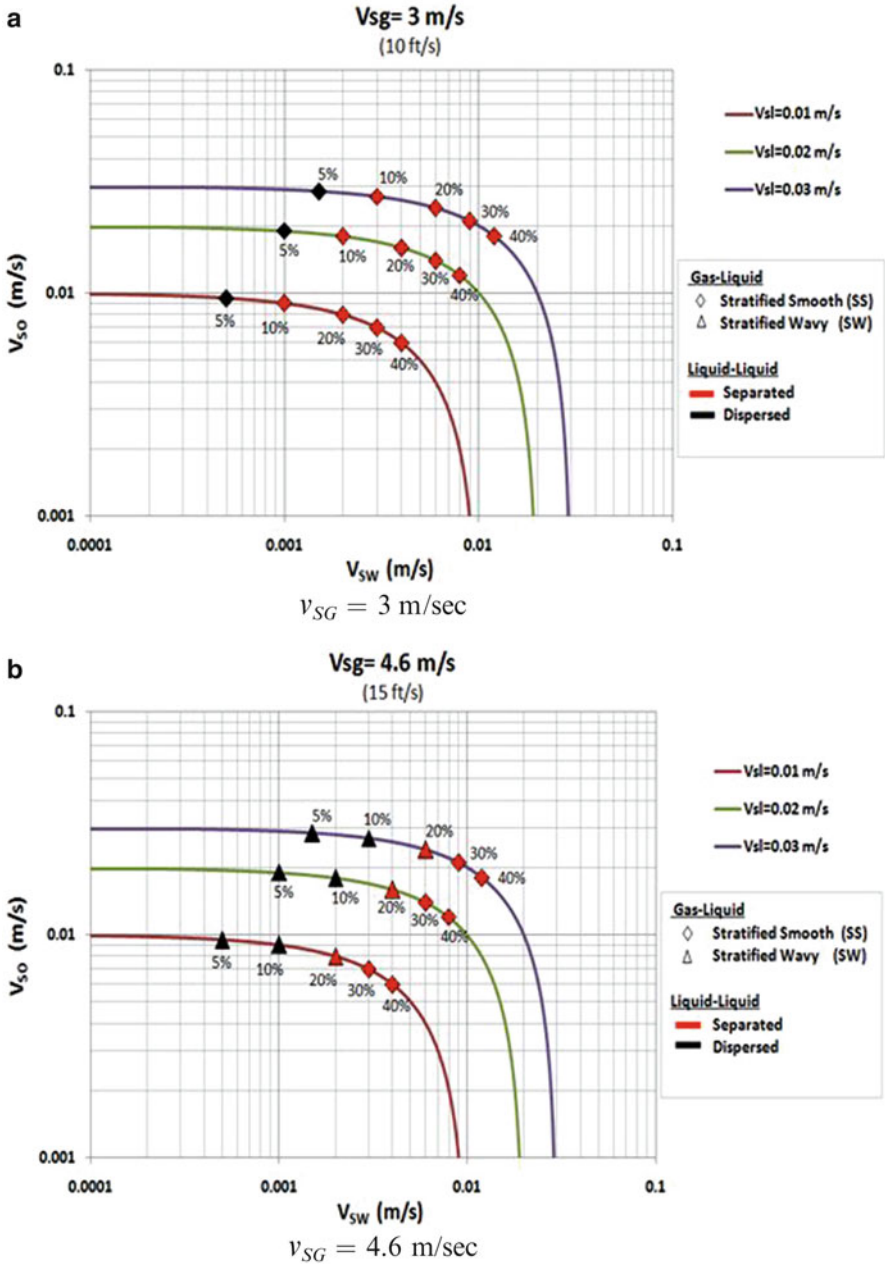 a
Vsg= 3 m/s
(10 ft/s)
0.1
Vsl=0.01 m/s
Vsl=0.02 m/s
Vsl=0.03 m/s
5%
10%
20%
30%
40%
5%
10%
20%
30%
40%
0.01
5%
10%
20%
30%
40%
V_SO (m/s)
Gas-Liquid
Stratified Smooth (SS)
Stratified Wavy (SW)
Liquid-Liquid
Separated
Dispersed
0.001
0.0001
0.001
0.01
0.1
V_SW (m/s)
v_SG = 3 m/sec
b
Vsg= 4.6 m/s
(15 ft/s)
0.1
Vsl=0.01 m/s
Vsl=0.02 m/s
Vsl=0.03 m/s
5%
10%
20%
30%
40%
5%
10%
20%
30%
40%
0.01
5%
10%
20%
30%
40%
V_SO (m/s)
Gas-Liquid
Stratified Smooth (SS)
Stratified Wavy (SW)
Liquid-Liquid
Separated
Dispersed
0.001
0.0001
0.001
0.01
0.1
V_SW (m/s)
v_SG = 4.6 m/sec